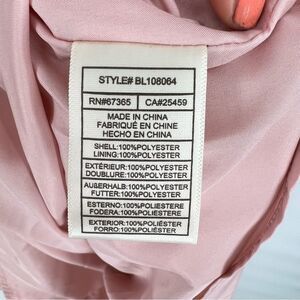 STYLE# BL108064
RN#67365 CA#25459
MADE IN CHINA
FABRIQUÉ EN CHINE
HECHO EN CHINA
SHELL:100%POLYESTER
LINING:100%POLYESTER
EXTÉRIEUR:100%POLYESTER
DOUBLURE:100%POLYESTER
AUßERHALB:100%POLYESTER
FUTTER:100%POLYESTER
ESTERNO:100%POLIESTERE
FODERA:100%POLIESTERE
EXTERIOR:100%POLIÉSTER
FORRO:100%POLIÉSTER